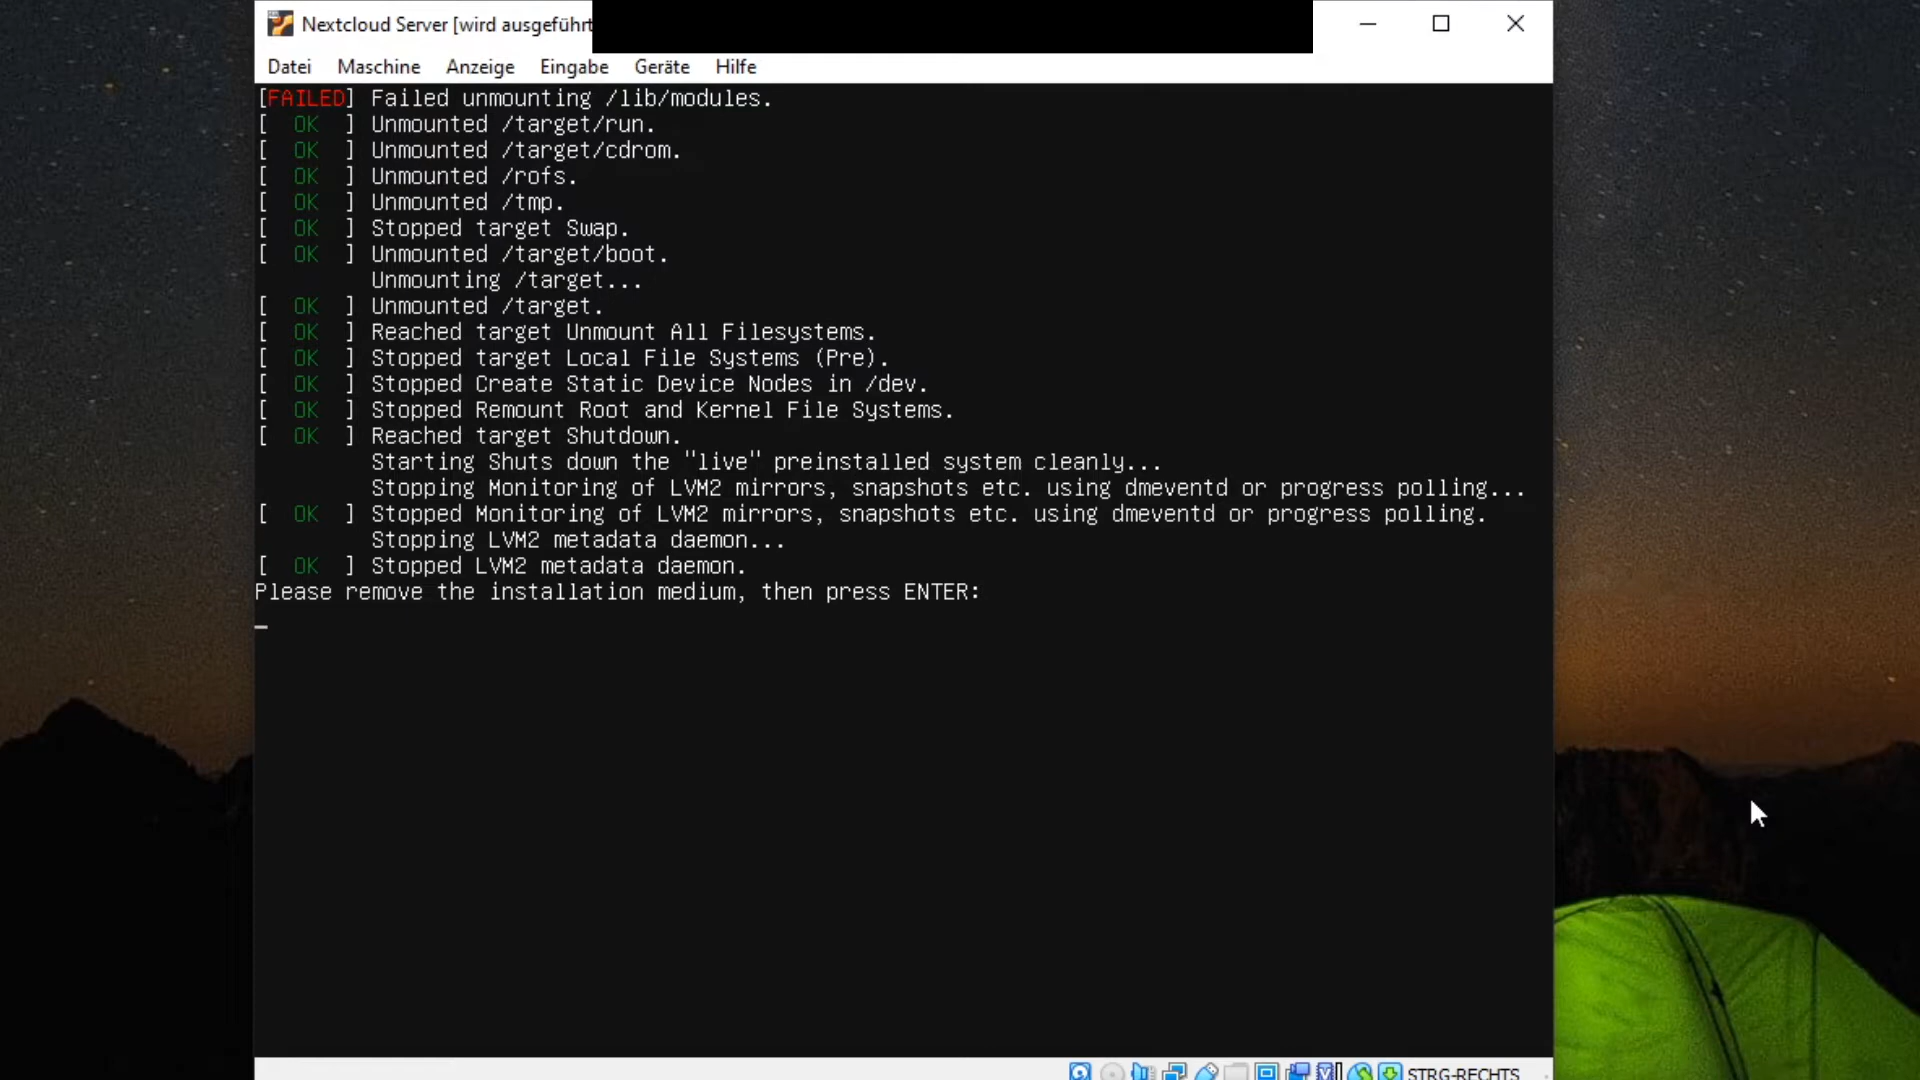 Nextcloud Server [wird ausgeführt
Datei Maschine Anzeige Eingabe Geräte Hilfe
[FAILED] Failed unmounting /lib/modules.
[ OK ] Unmounted /target/run.
[ OK ] Unmounted /target/cdrom.
[ OK ] Unmounted /rofs.
[ OK ] Unmounted /tmp.
[ OK ] Stopped target Swap.
[ OK ] Unmounted /target/boot.
Unmounting /target...
[ OK ] Unmounted /target.
[ OK ] Reached target Unmount All Filesystems.
[ OK ] Stopped target Local File Systems (Pre).
[ OK ] Stopped Create Static Device Nodes in /dev.
[ OK ] Stopped Remount Root and Kernel File Systems.
[ OK ] Reached target Shutdown.
Starting Shuts down the "live" preinstalled system cleanly...
Stopping Monitoring of LVM2 mirrors, snapshots etc. using dmeventd or progress polling...
[ OK ] Stopped Monitoring of LVM2 mirrors, snapshots etc. using dmeventd or progress polling.
Stopping LVM2 metadata daemon...
[ OK ] Stopped LVM2 metadata daemon.
Please remove the installation medium, then press ENTER:
_
STRG-RECHTS